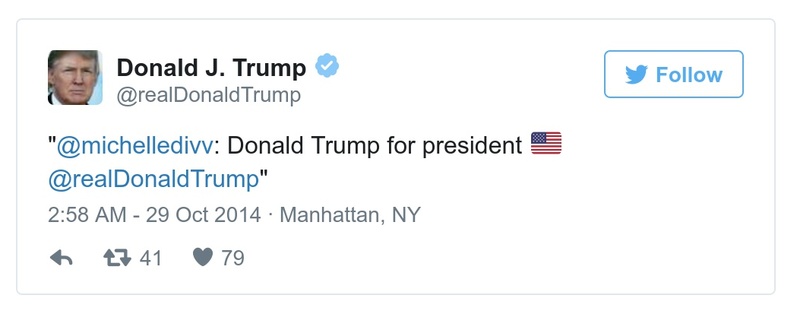 Donald J. Trump
@realDonaldTrump
Follow
"@michelledivv: Donald Trump for president 🇺🇸
@realDonaldTrump"
2:58 AM - 29 Oct 2014 · Manhattan, NY
41 79